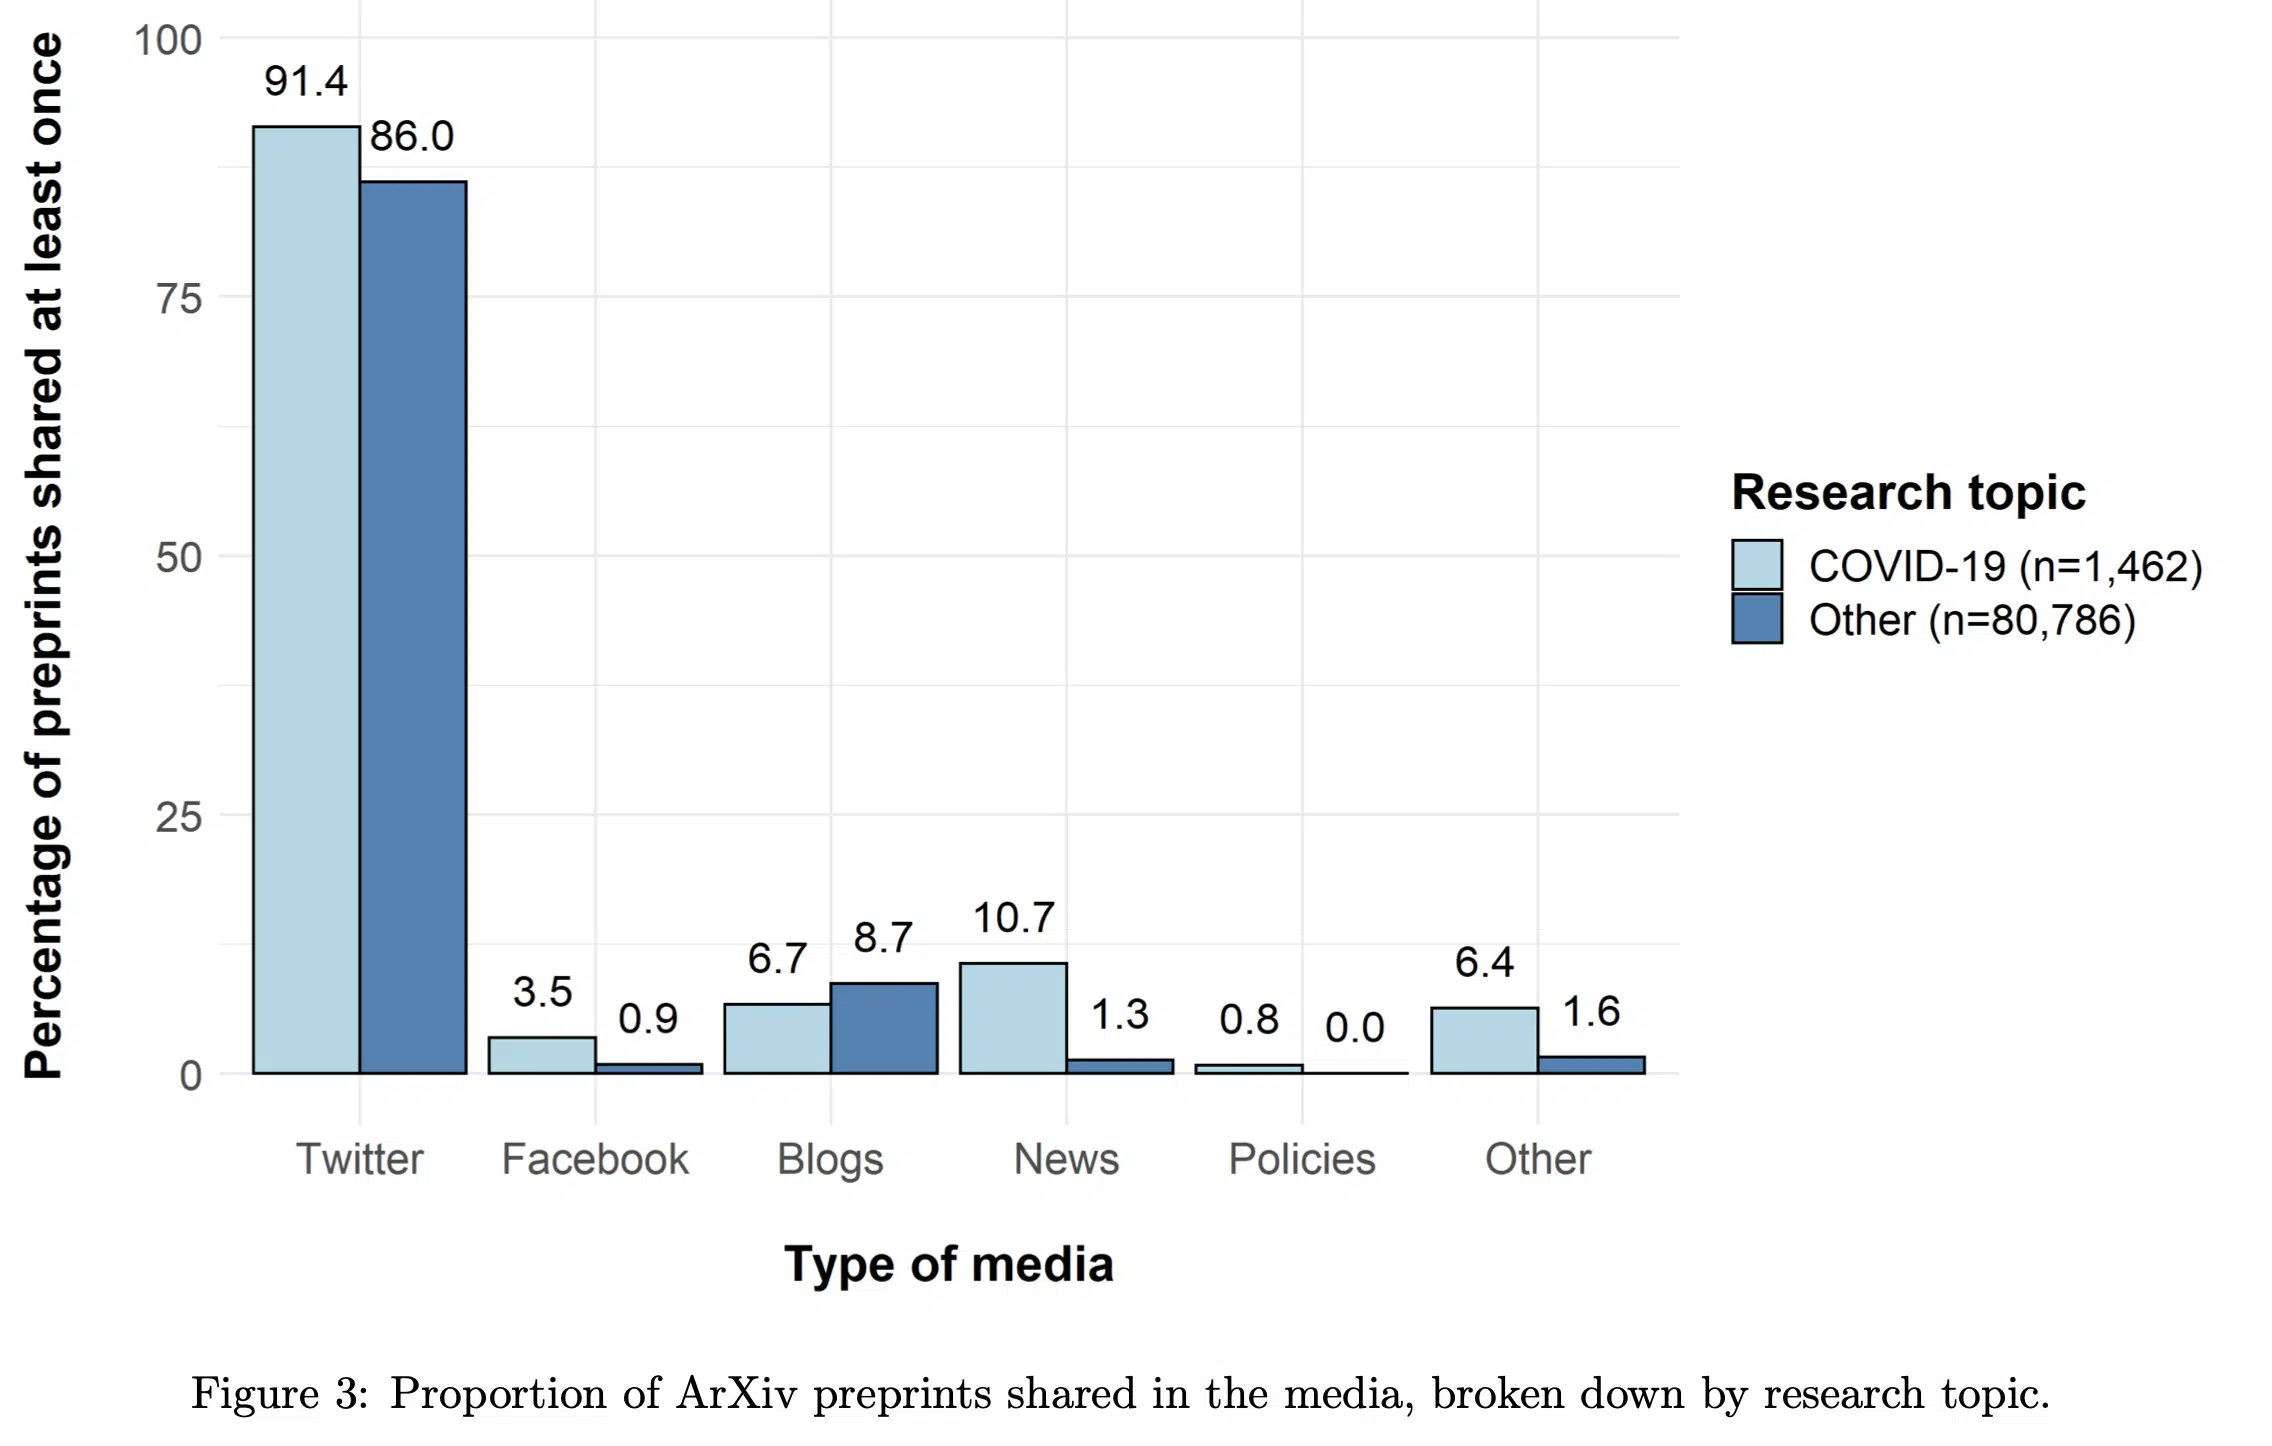 Percentage of preprints shared at least once
100
75
50
25
0
91.4
86.0
3.5
0.9
6.7
8.7
10.7
1.3
0.8
0.0
6.4
1.6
Twitter
Facebook
Blogs
News
Policies
Other
Type of media
Research topic
COVID-19 (n=1,462)
Other (n=80,786)
Figure 3: Proportion of ArXiv preprints shared in the media, broken down by research topic.